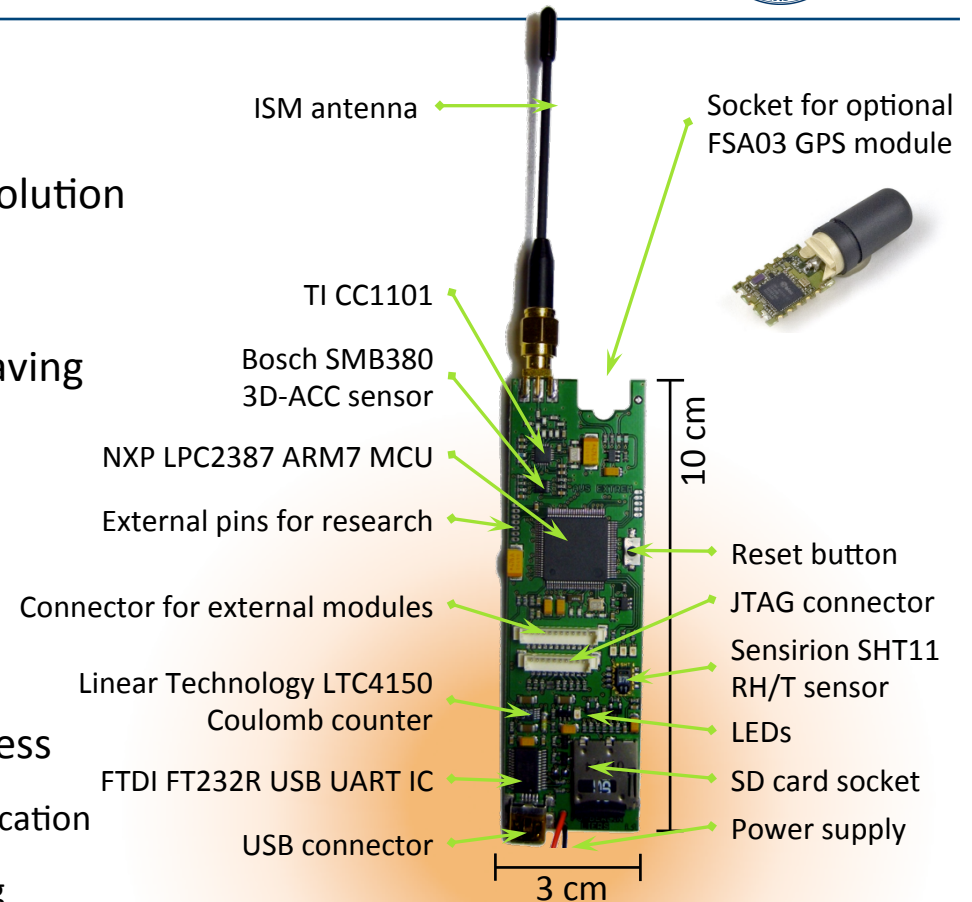 ISM antenna
Socket for optional
FSA03 GPS module
olution
TI CC1101
aving
Bosch SMB380
3D-ACC sensor
10 cm
NXP LPC2387 ARM7 MCU
External pins for research
Reset button
Connector for external modules
JTAG connector
Sensirion SHT11
RH/T sensor
Linear Technology LTC4150
Coulomb counter
LEDs
ess
FTDI FT232R USB UART IC
SD card socket
cation
Power supply
USB connector
3 cm
g